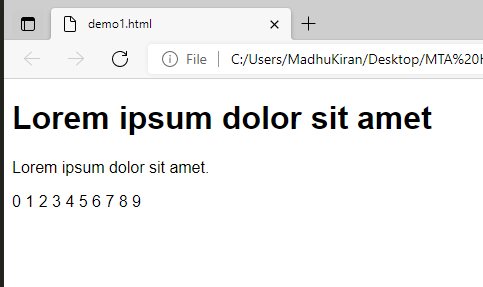 demo1.html
File C:/Users/MadhuKiran/Desktop/MTA%20
Lorem ipsum dolor sit amet
Lorem ipsum dolor sit amet.
0 1 2 3 4 5 6 7 8 9